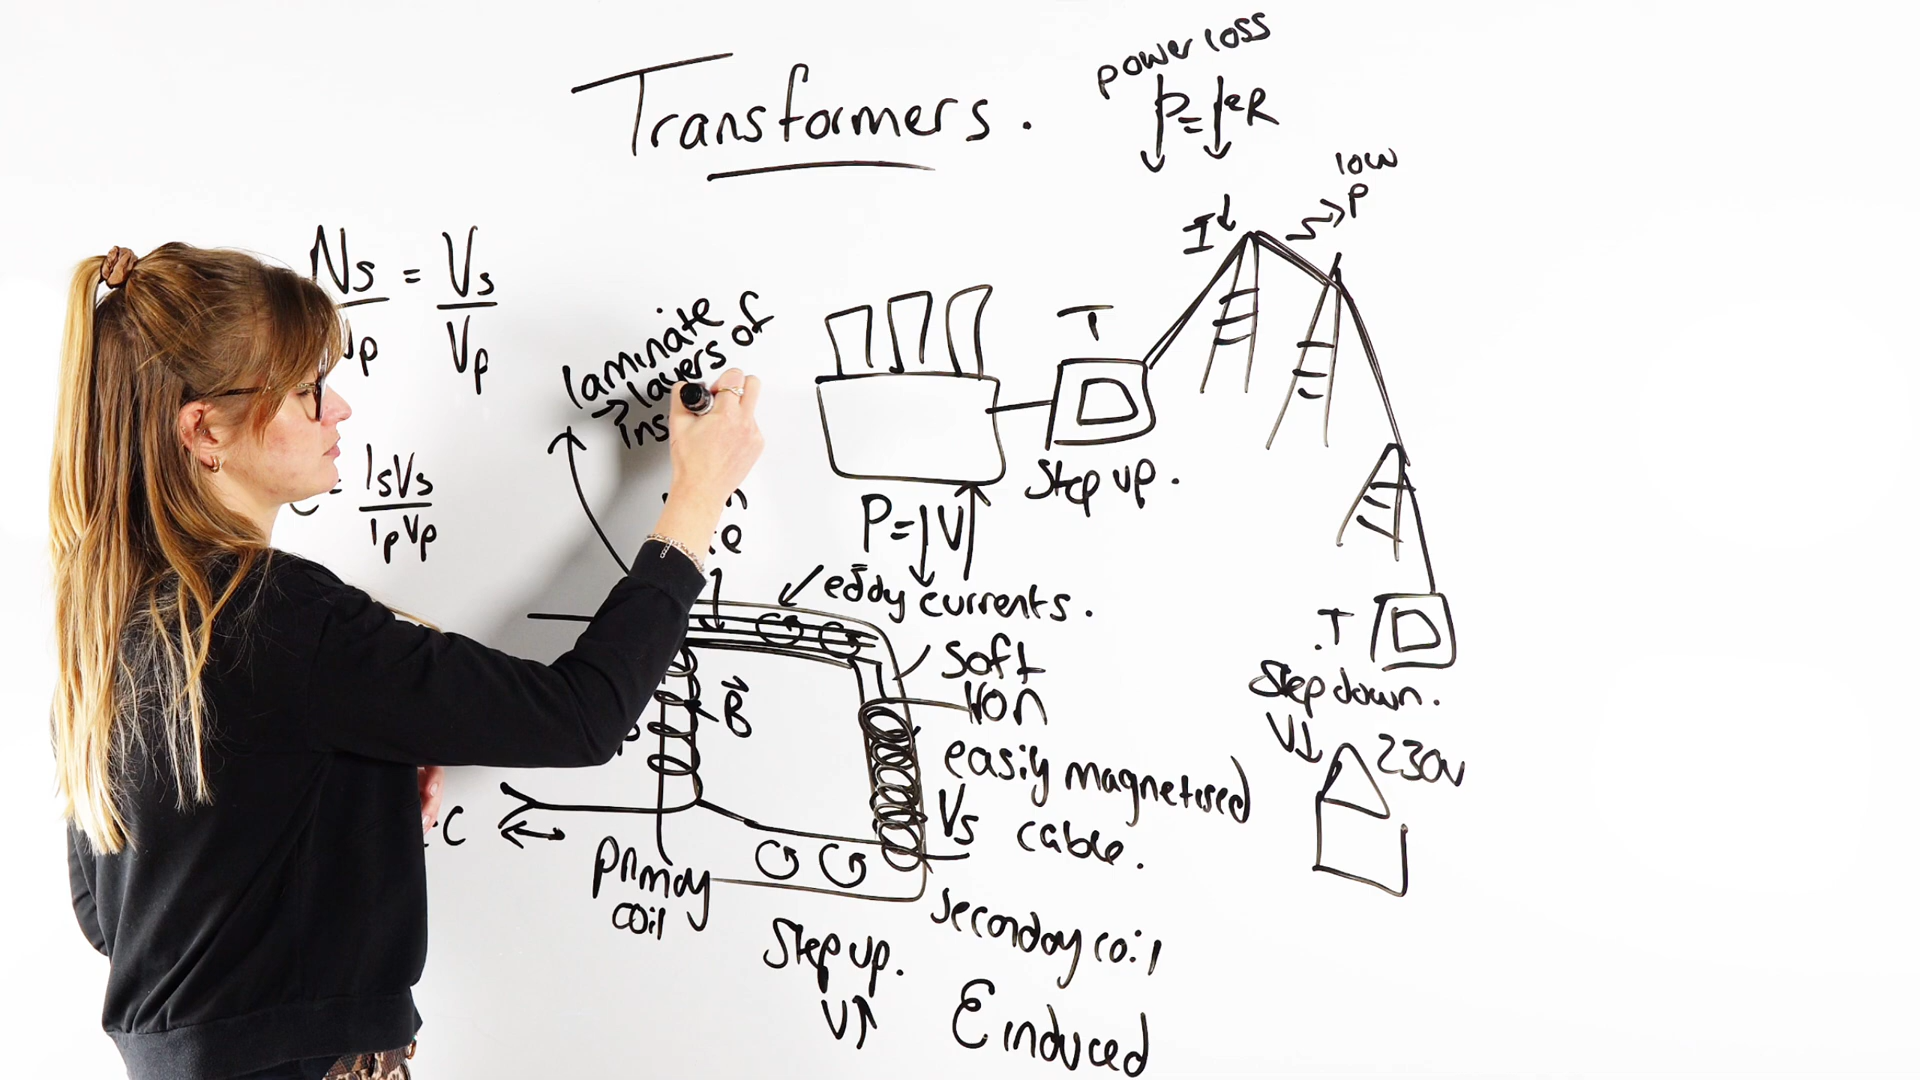 Transformers.
power loss
P = I²R
low
P
I↓
Ns = Vs
Vp
laminate
→ layers of
ins
T
Step up.
IsVs
IpVp
P = IV
eddy currents.
Soft
Iron
B
easily magnetised
Vs cable.
T
Step down.
V↓
230V
C
Primary
coil
Secondary coil
Step up.
V↑
ε induced